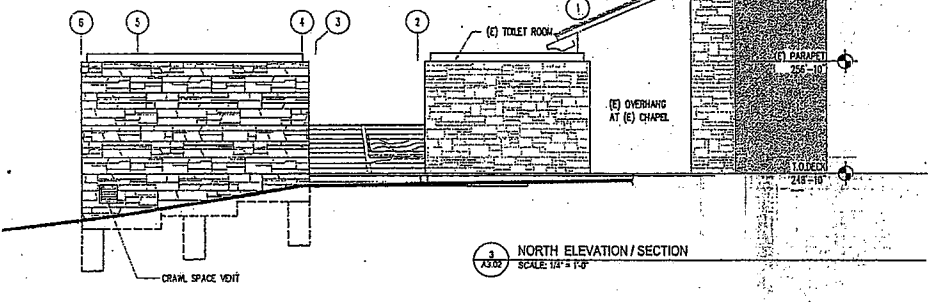 6
5
4
3
2
1
(E) TOILET ROOM
(E) PARAPET
256'-10"
(E) OVERHANG
AT (E) CHAPEL
T.O.DECK
248'-10"
3
A3.02
NORTH ELEVATION / SECTION
SCALE: 1/4" = 1'-0"
CRAWL SPACE VENT